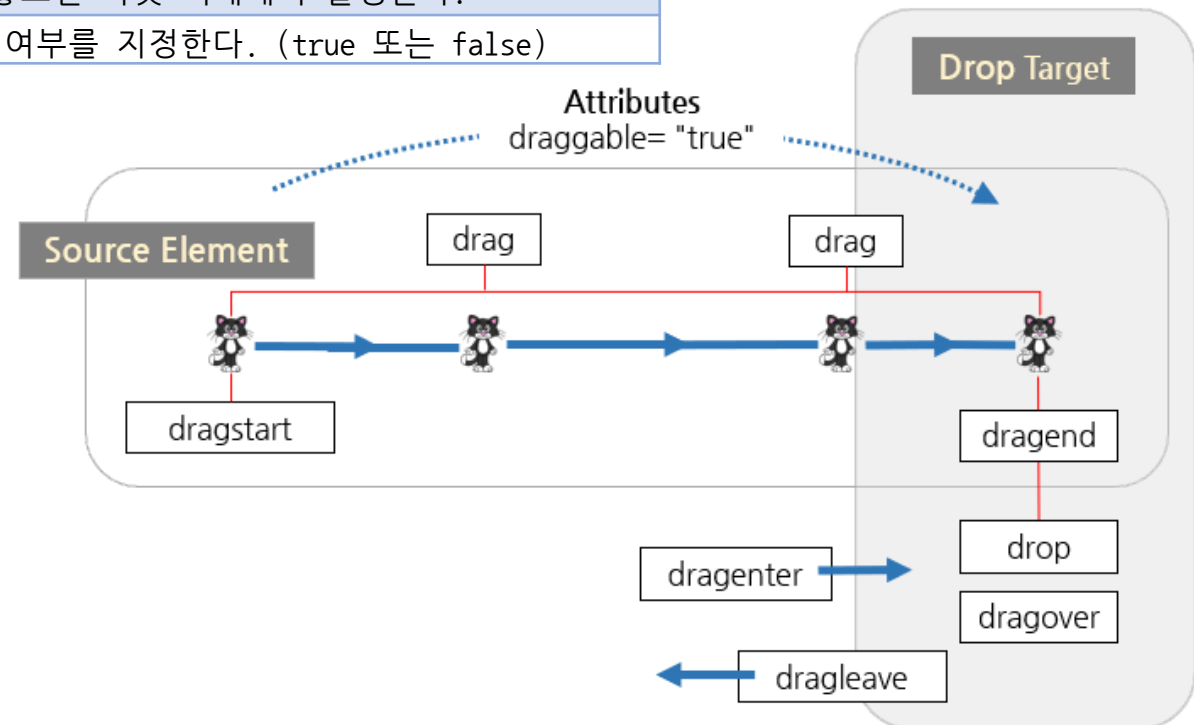 여부를 지정한다. (true 또는 false)
Drop Target
Attributes
draggable= "true"
Source Element
drag
drag
dragstart
dragend
drop
dragenter
dragover
dragleave